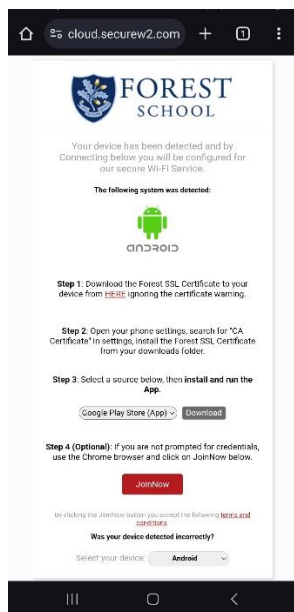 cloud.securew2.com
1
FOREST
SCHOOL
Your device has been detected and by
Connecting below you will be configured for
our secure Wi-Fi Service.
The following system was detected:
ANDROID
Step 1: Download the Forest SSL Certificate to your
device from HERE ignoring the certificate warning.
Step 2: Open your phone settings, search for "CA
Certificate" in settings, install the Forest SSL Certificate
from your downloads folder.
Step 3: Select a source below, then install and run the
App.
Google Play Store (App) Download
Step 4 (Optional): If you are not prompted for credentials,
use the Chrome browser and click on JoinNow below.
JoinNow
By clicking the JoinNow button you accept the following terms and
conditions.
Was your device detected incorrectly?
Select your device: Android